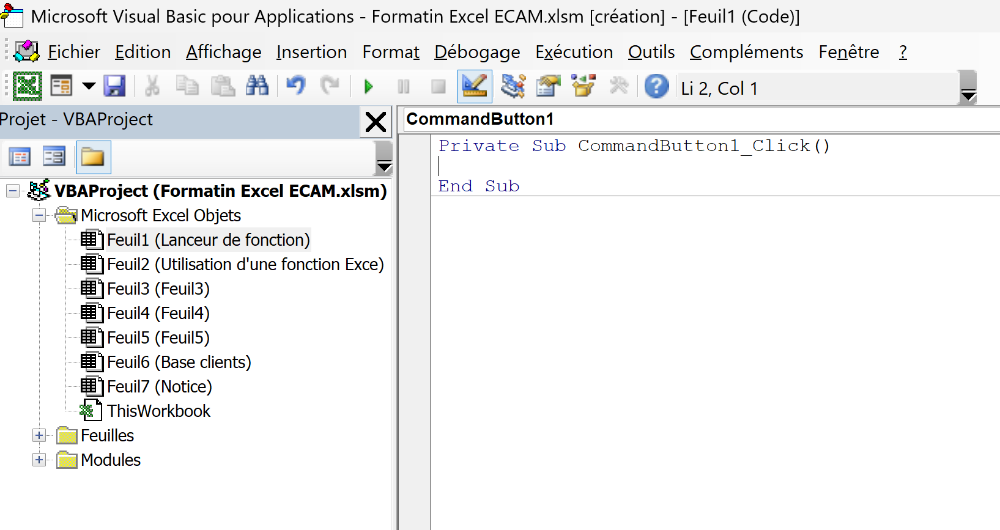 Microsoft Visual Basic pour Applications - Formatin Excel ECAM.xlsm [création] - [Feuil1 (Code)]
Fichier Edition Affichage Insertion Format Débogage Exécution Outils Compléments Fenêtre ?
Li 2, Col 1
Projet - VBAProject
CommandButton1
Private Sub CommandButton1_Click()
End Sub
VBAProject (Formatin Excel ECAM.xlsm)
Microsoft Excel Objets
Feuil1 (Lanceur de fonction)
Feuil2 (Utilisation d'une fonction Exce)
Feuil3 (Feuil3)
Feuil4 (Feuil4)
Feuil5 (Feuil5)
Feuil6 (Base clients)
Feuil7 (Notice)
ThisWorkbook
Feuilles
Modules